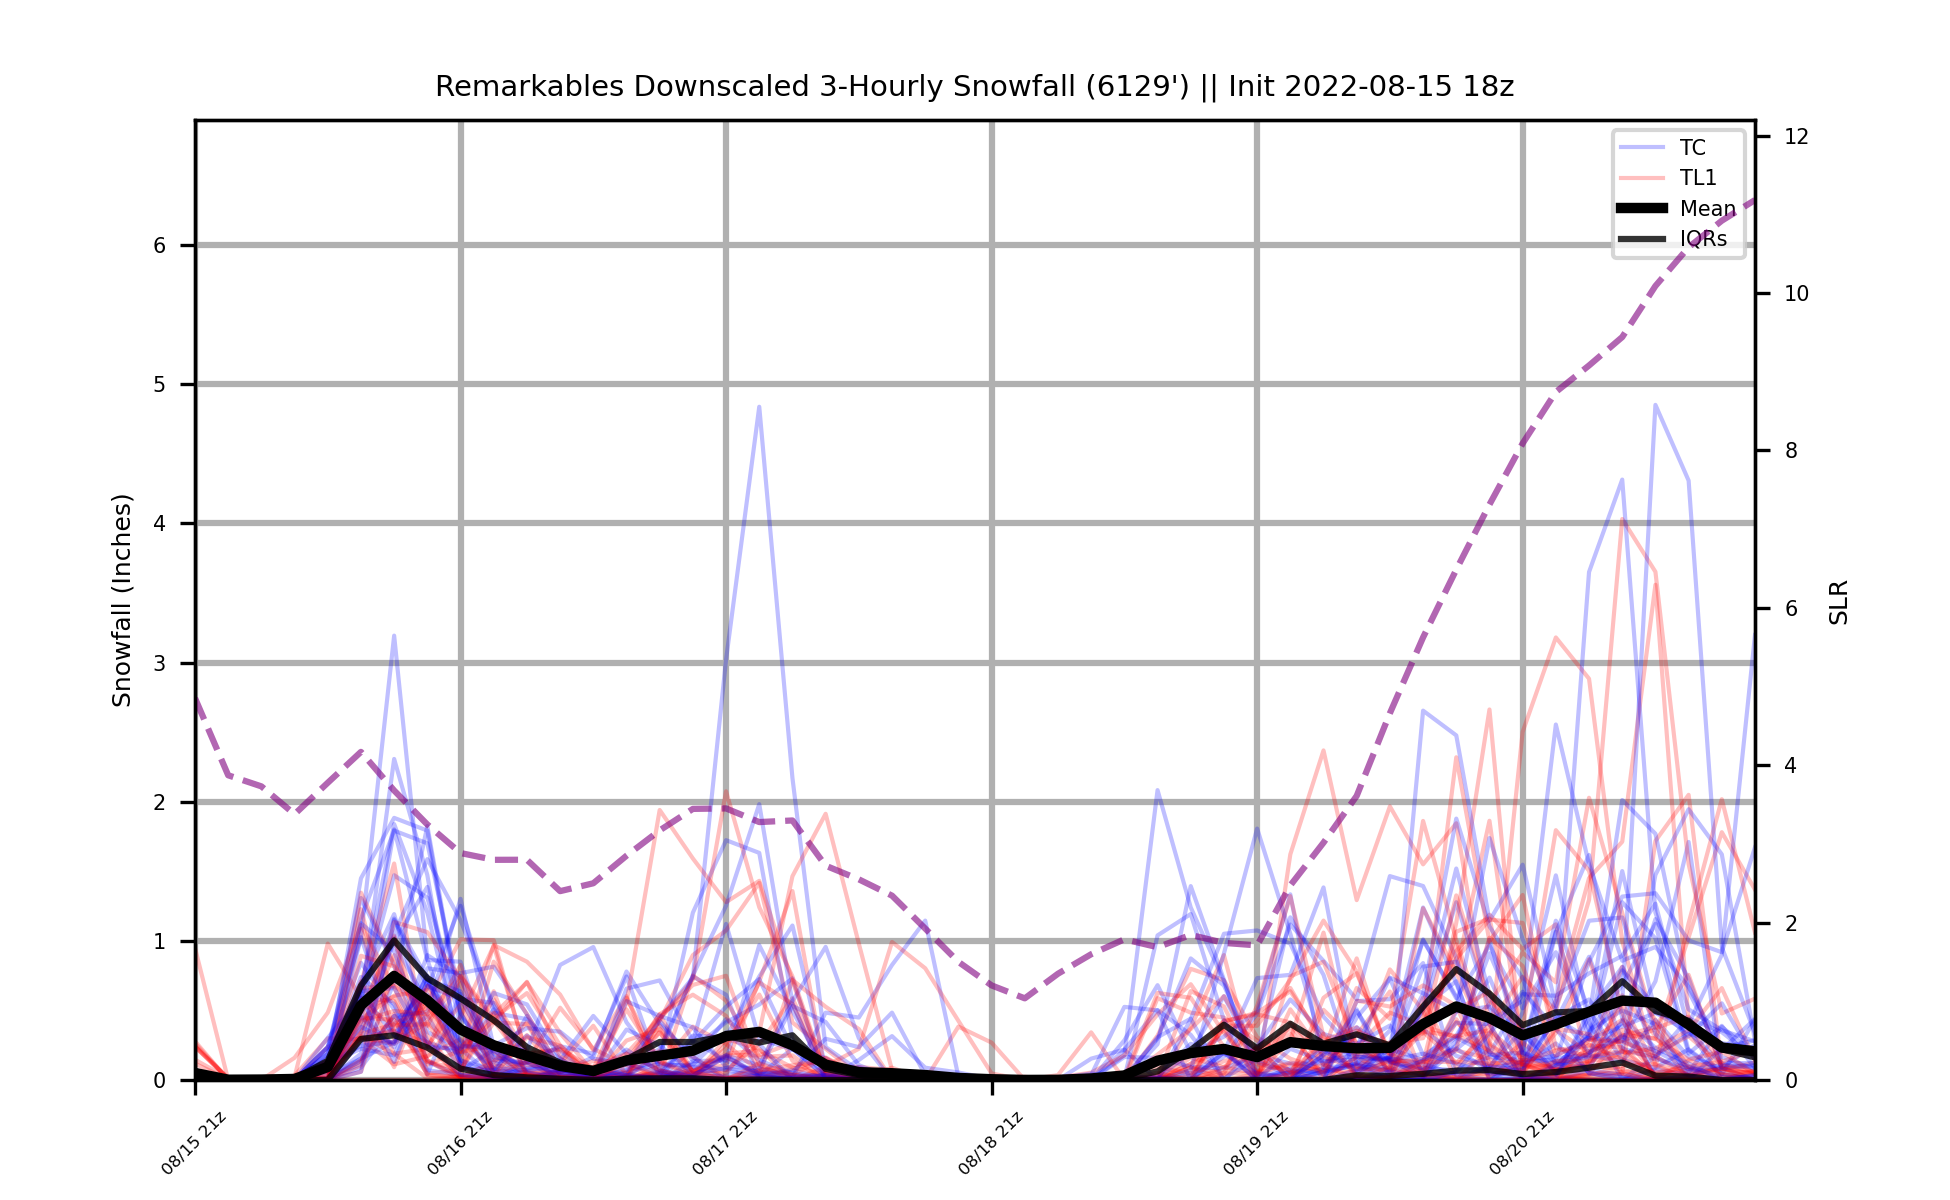 Remarkables Downscaled 3-Hourly Snowfall (6129') || Init 2022-08-15 18z
TC
TL1
Mean
IQRs
Snowfall (Inches)
6
5
4
3
2
1
0
12
10
8
6
4
2
0
SLR
08/15 21z
08/16 21z
08/17 21z
08/18 21z
08/19 21z
08/20 21z